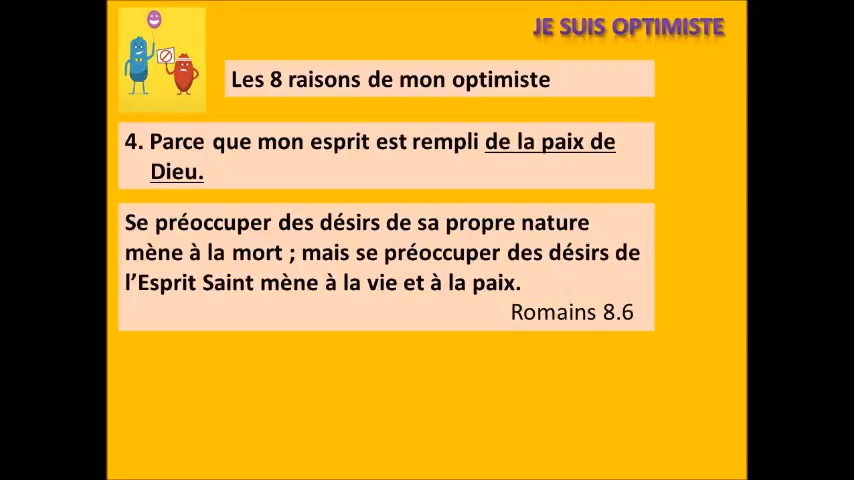 JE SUIS OPTIMISTE
Les 8 raisons de mon optimiste
4. Parce que mon esprit est rempli de la paix de
Dieu.
Se préoccuper des désirs de sa propre nature
mène à la mort ; mais se préoccuper des désirs de
l’Esprit Saint mène à la vie et à la paix.
Romains 8.6